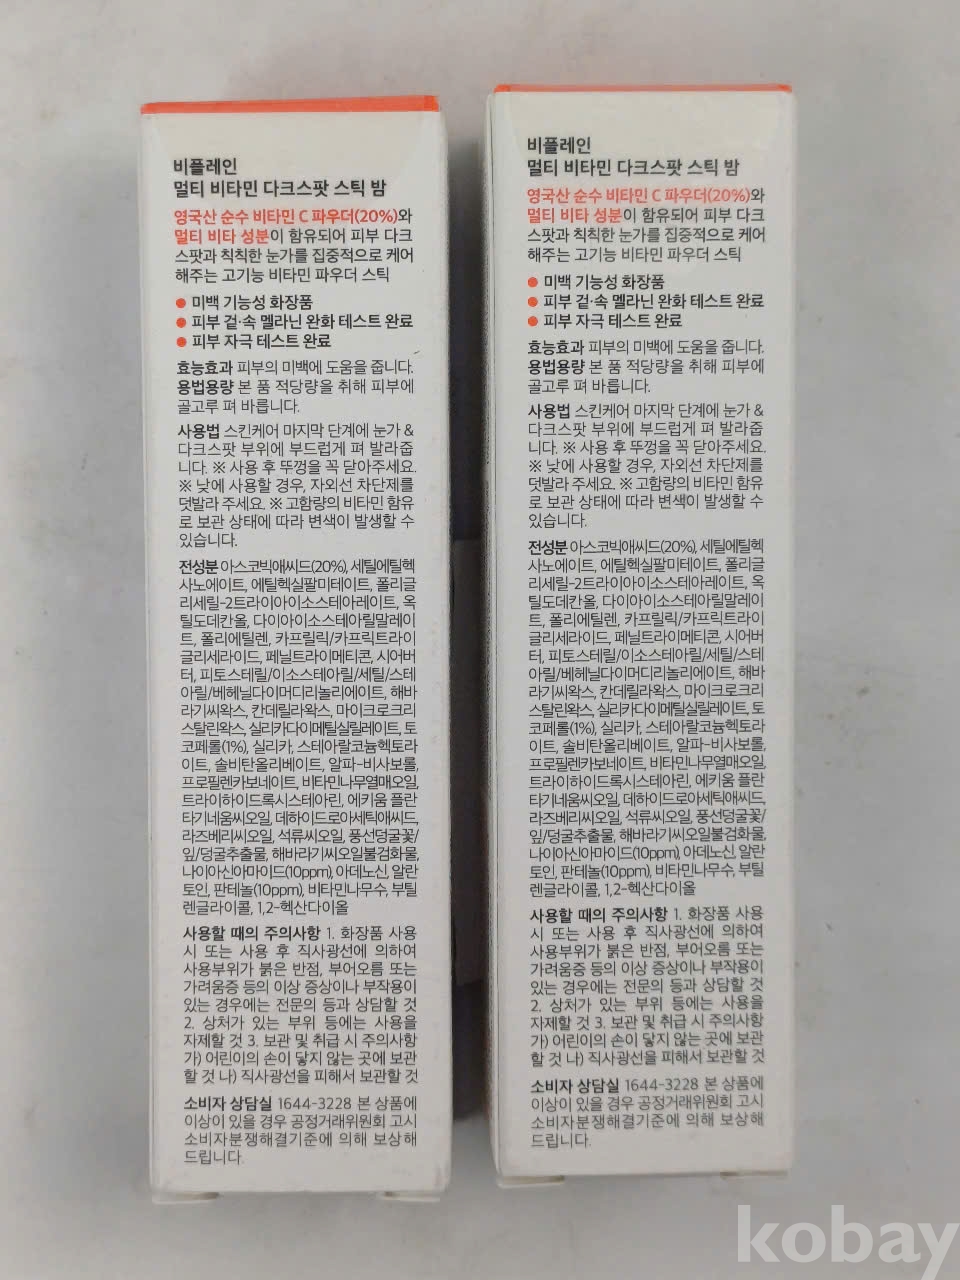 비플레인
멀티 비타민 다크스팟 스틱 밤
영국산 순수 비타민 C 파우더(20%)와
멀티 비타 성분이 함유되어 피부 다크
스팟과 칙칙한 눈가를 집중적으로 케어
해주는 고기능 비타민 파우더 스틱
● 미백 기능성 화장품
● 피부 겉·속 멜라닌 완화 테스트 완료
● 피부 자극 테스트 완료
효능효과 피부의 미백에 도움을 줍니다.
용법용량 본 품 적당량을 취해 피부에
골고루 펴 바릅니다.
사용법 스킨케어 마지막 단계에 눈가 &
다크스팟 부위에 부드럽게 펴 발라줍
니다. ※ 사용 후 뚜껑을 꼭 닫아주세요.
※ 낮에 사용할 경우, 자외선 차단제를
덧발라 주세요. ※ 고함량의 비타민 함유
로 보관 상태에 따라 변색이 발생할 수
있습니다.
전성분 아스코빅애씨드(20%), 세틸에틸헥
사노에이트, 에틸헥실팔미테이트, 폴리글
리세릴-2트라이아이소스테아레이트, 옥
틸도데칸올, 다이아이소스테아릴말레이
트, 폴리에틸렌, 카프릴릭/카프릭트라이
글리세라이드, 페닐트라이메티콘, 시어버
터, 피토스테릴/이소스테아릴/세틸/스테
아릴/베헤닐다이머디리놀리에이트, 해바
라기씨왁스, 칸데릴라왁스, 마이크로크리
스탈린왁스, 실리카다이메틸실릴레이트, 토
코페롤(1%), 실리카, 스테아랄코늄헥토라
이트, 솔비탄올리베이트, 알파-비사보롤,
프로필렌카보네이트, 비타민나무열매오일,
트라이하이드록시스테아린, 에키움 플란
타기네움씨오일, 데하이드로아세틱애씨드,
라즈베리씨오일, 석류씨오일, 풍선덩굴꽃/
잎/덩굴추출물, 해바라기씨오일불검화물,
나이아신아마이드(10ppm), 아데노신, 알란
토인, 판테놀(10ppm), 비타민나무수, 부틸
렌글라이콜, 1,2-헥산다이올
사용할 때의 주의사항 1. 화장품 사용
시 또는 사용 후 직사광선에 의하여
사용부위가 붉은 반점, 부어오름 또는
가려움증 등의 이상 증상이나 부작용이
있는 경우에는 전문의 등과 상담할 것
2. 상처가 있는 부위 등에는 사용을
자제할 것 3. 보관 및 취급 시 주의사항
가) 어린이의 손이 닿지 않는 곳에 보관
할 것 나) 직사광선을 피해서 보관할 것
소비자 상담실 1644-3228 본 상품에
이상이 있을 경우 공정거래위원회 고시
소비자분쟁해결기준에 의해 보상해
드립니다.
비플레인
멀티 비타민 다크스팟 스틱 밤
영국산 순수 비타민 C 파우더(20%)와
멀티 비타 성분이 함유되어 피부 다크
스팟과 칙칙한 눈가를 집중적으로 케어
해주는 고기능 비타민 파우더 스틱
● 미백 기능성 화장품
● 피부 겉·속 멜라닌 완화 테스트 완료
● 피부 자극 테스트 완료
효능효과 피부의 미백에 도움을 줍니다.
용법용량 본 품 적당량을 취해 피부에
골고루 펴 바릅니다.
사용법 스킨케어 마지막 단계에 눈가 &
다크스팟 부위에 부드럽게 펴 발라줍
니다. ※ 사용 후 뚜껑을 꼭 닫아주세요.
※ 낮에 사용할 경우, 자외선 차단제를
덧발라 주세요. ※ 고함량의 비타민 함유
로 보관 상태에 따라 변색이 발생할 수
있습니다.
전성분 아스코빅애씨드(20%), 세틸에틸헥
사노에이트, 에틸헥실팔미테이트, 폴리글
리세릴-2트라이아이소스테아레이트, 옥
틸도데칸올, 다이아이소스테아릴말레이
트, 폴리에틸렌, 카프릴릭/카프릭트라이
글리세라이드, 페닐트라이메티콘, 시어버
터, 피토스테릴/이소스테아릴/세틸/스테
아릴/베헤닐다이머디리놀리에이트, 해바
라기씨왁스, 칸데릴라왁스, 마이크로크리
스탈린왁스, 실리카다이메틸실릴레이트, 토
코페롤(1%), 실리카, 스테아랄코늄헥토라
이트, 솔비탄올리베이트, 알파-비사보롤,
프로필렌카보네이트, 비타민나무열매오일,
트라이하이드록시스테아린, 에키움 플란
타기네움씨오일, 데하이드로아세틱애씨드,
라즈베리씨오일, 석류씨오일, 풍선덩굴꽃/
잎/덩굴추출물, 해바라기씨오일불검화물,
나이아신아마이드(10ppm), 아데노신, 알란
토인, 판테놀(10ppm), 비타민나무수, 부틸
렌글라이콜, 1,2-헥산다이올
사용할 때의 주의사항 1. 화장품 사용
시 또는 사용 후 직사광선에 의하여
사용부위가 붉은 반점, 부어오름 또는
가려움증 등의 이상 증상이나 부작용이
있는 경우에는 전문의 등과 상담할 것
2. 상처가 있는 부위 등에는 사용을
자제할 것 3. 보관 및 취급 시 주의사항
가) 어린이의 손이 닿지 않는 곳에 보관
할 것 나) 직사광선을 피해서 보관할 것
소비자 상담실 1644-3228 본 상품에
이상이 있을 경우 공정거래위원회 고시
소비자분쟁해결기준에 의해 보상해
드립니다.
kobay